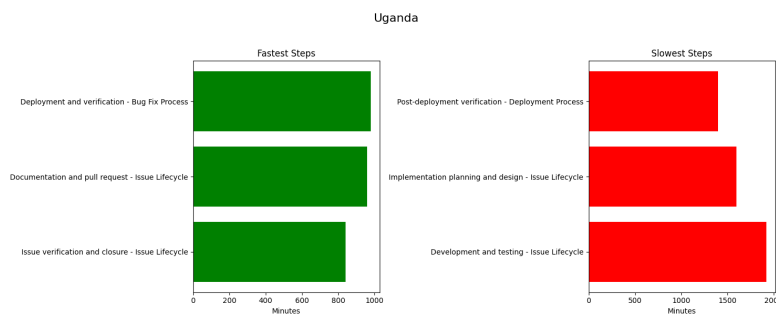 Uganda
Fastest Steps
Deployment and verification - Bug Fix Process
Documentation and pull request - Issue Lifecycle
Issue verification and closure - Issue Lifecycle
0 200 400 600 800 1000
Minutes
Slowest Steps
Post-deployment verification - Deployment Process
Implementation planning and design - Issue Lifecycle
Development and testing - Issue Lifecycle
0 500 1000 1500 200
Minutes